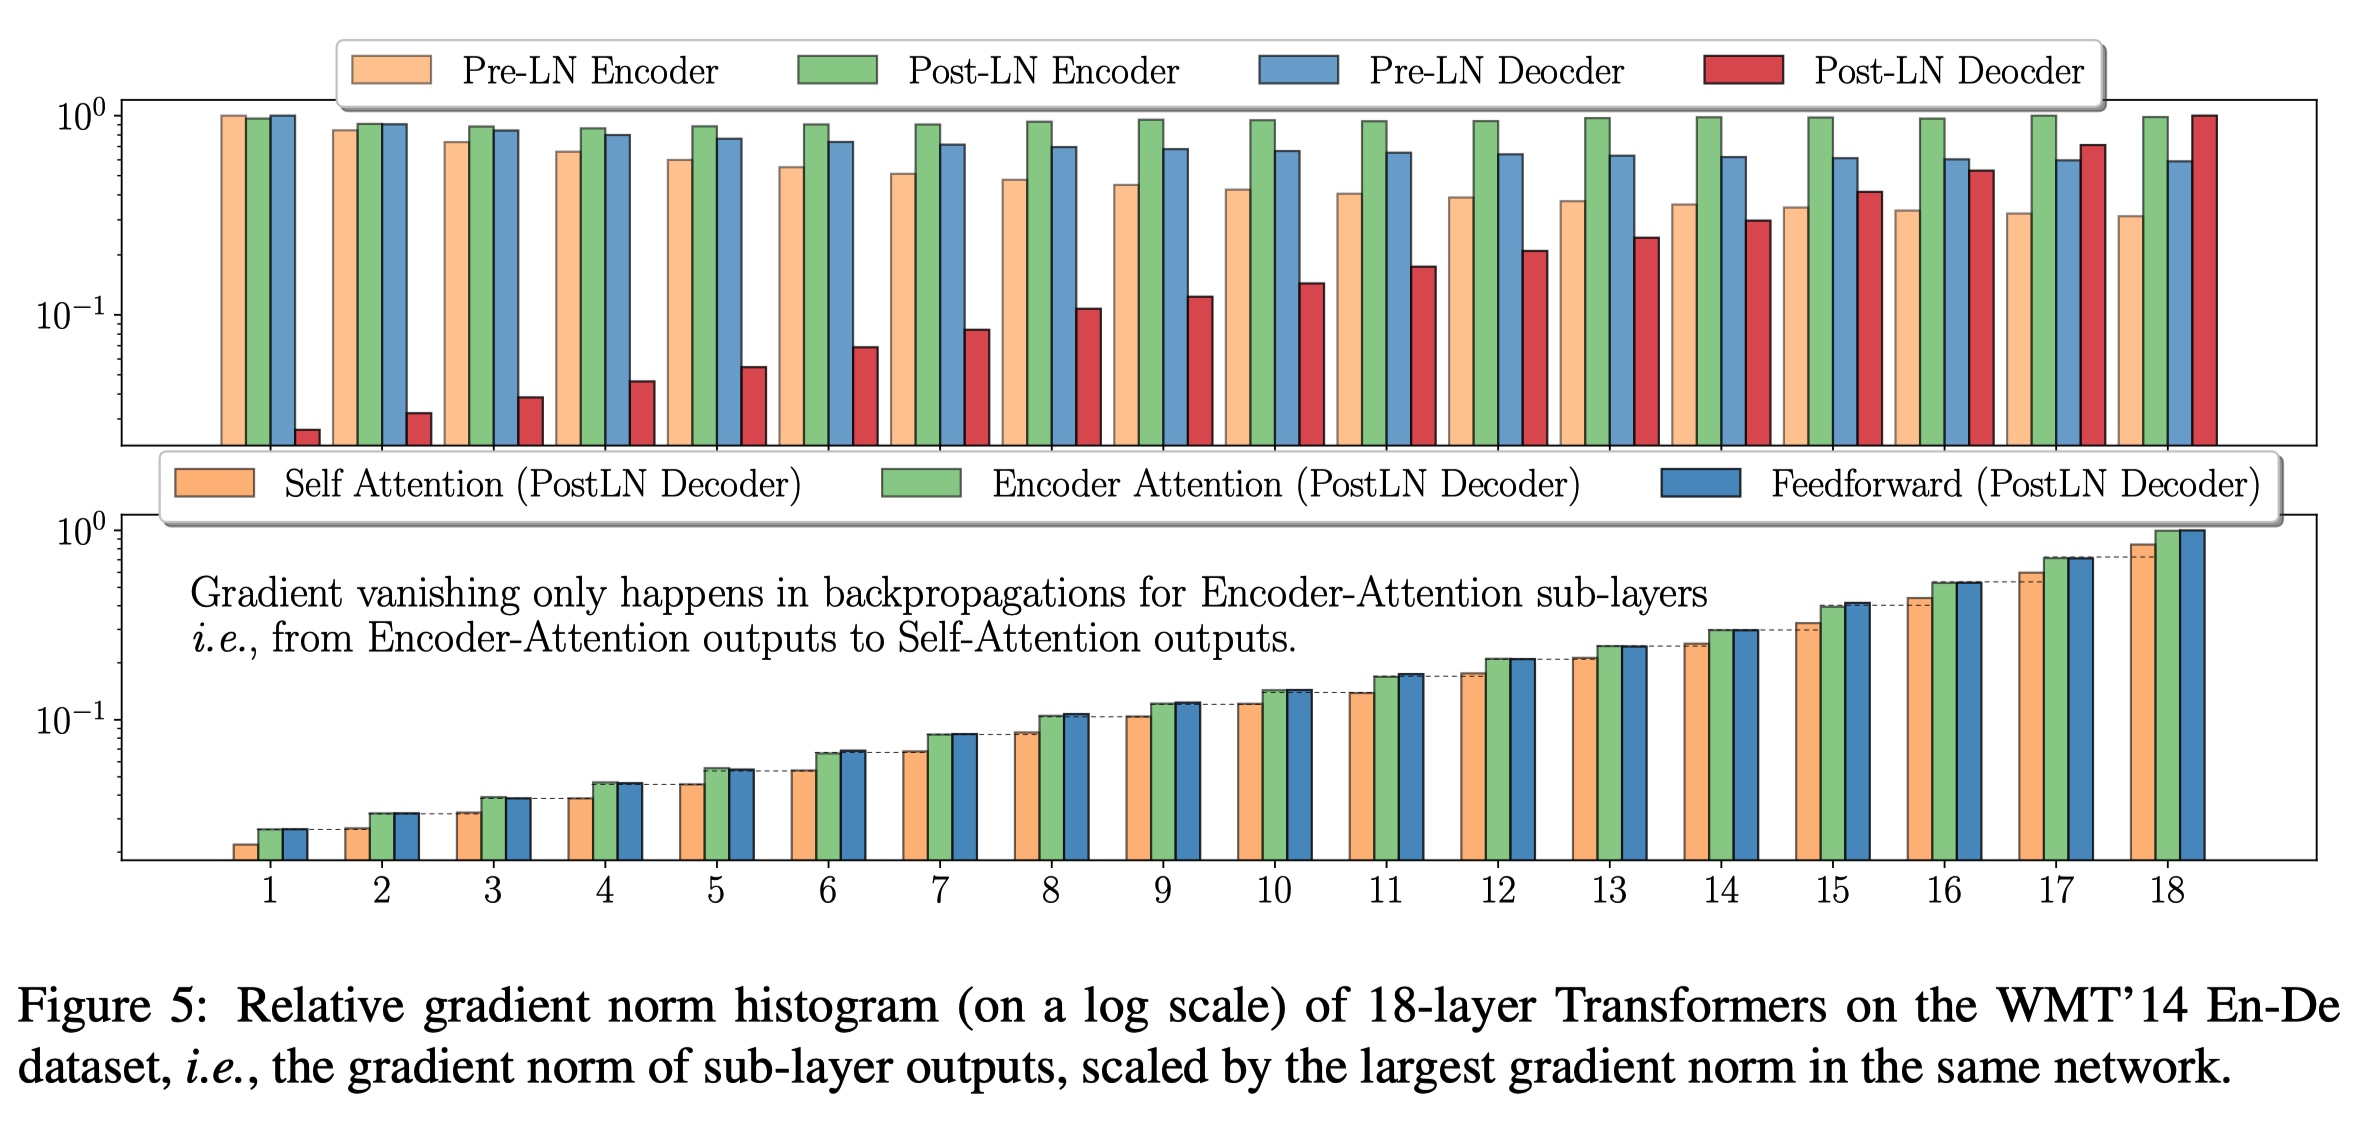 Pre-LN Encoder Post-LN Encoder Pre-LN Deocder Post-LN Deocder
10⁰
10⁻¹
Self Attention (PostLN Decoder) Encoder Attention (PostLN Decoder) Feedforward (PostLN Decoder)
10⁰
Gradient vanishing only happens in backpropagations for Encoder-Attention sub-layers
i.e., from Encoder-Attention outputs to Self-Attention outputs.
10⁻¹
1 2 3 4 5 6 7 8 9 10 11 12 13 14 15 16 17 18
Figure 5: Relative gradient norm histogram (on a log scale) of 18-layer Transformers on the WMT’14 En-De
dataset, i.e., the gradient norm of sub-layer outputs, scaled by the largest gradient norm in the same network.